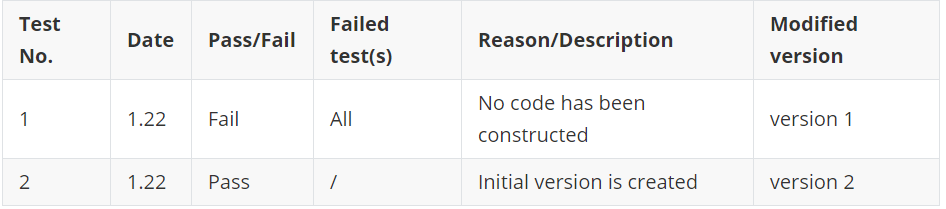 Test No. Date Pass/Fail Failed test(s) Reason/Description Modified version
1 1.22 Fail All No code has been constructed version 1
2 1.22 Pass / Initial version is created version 2